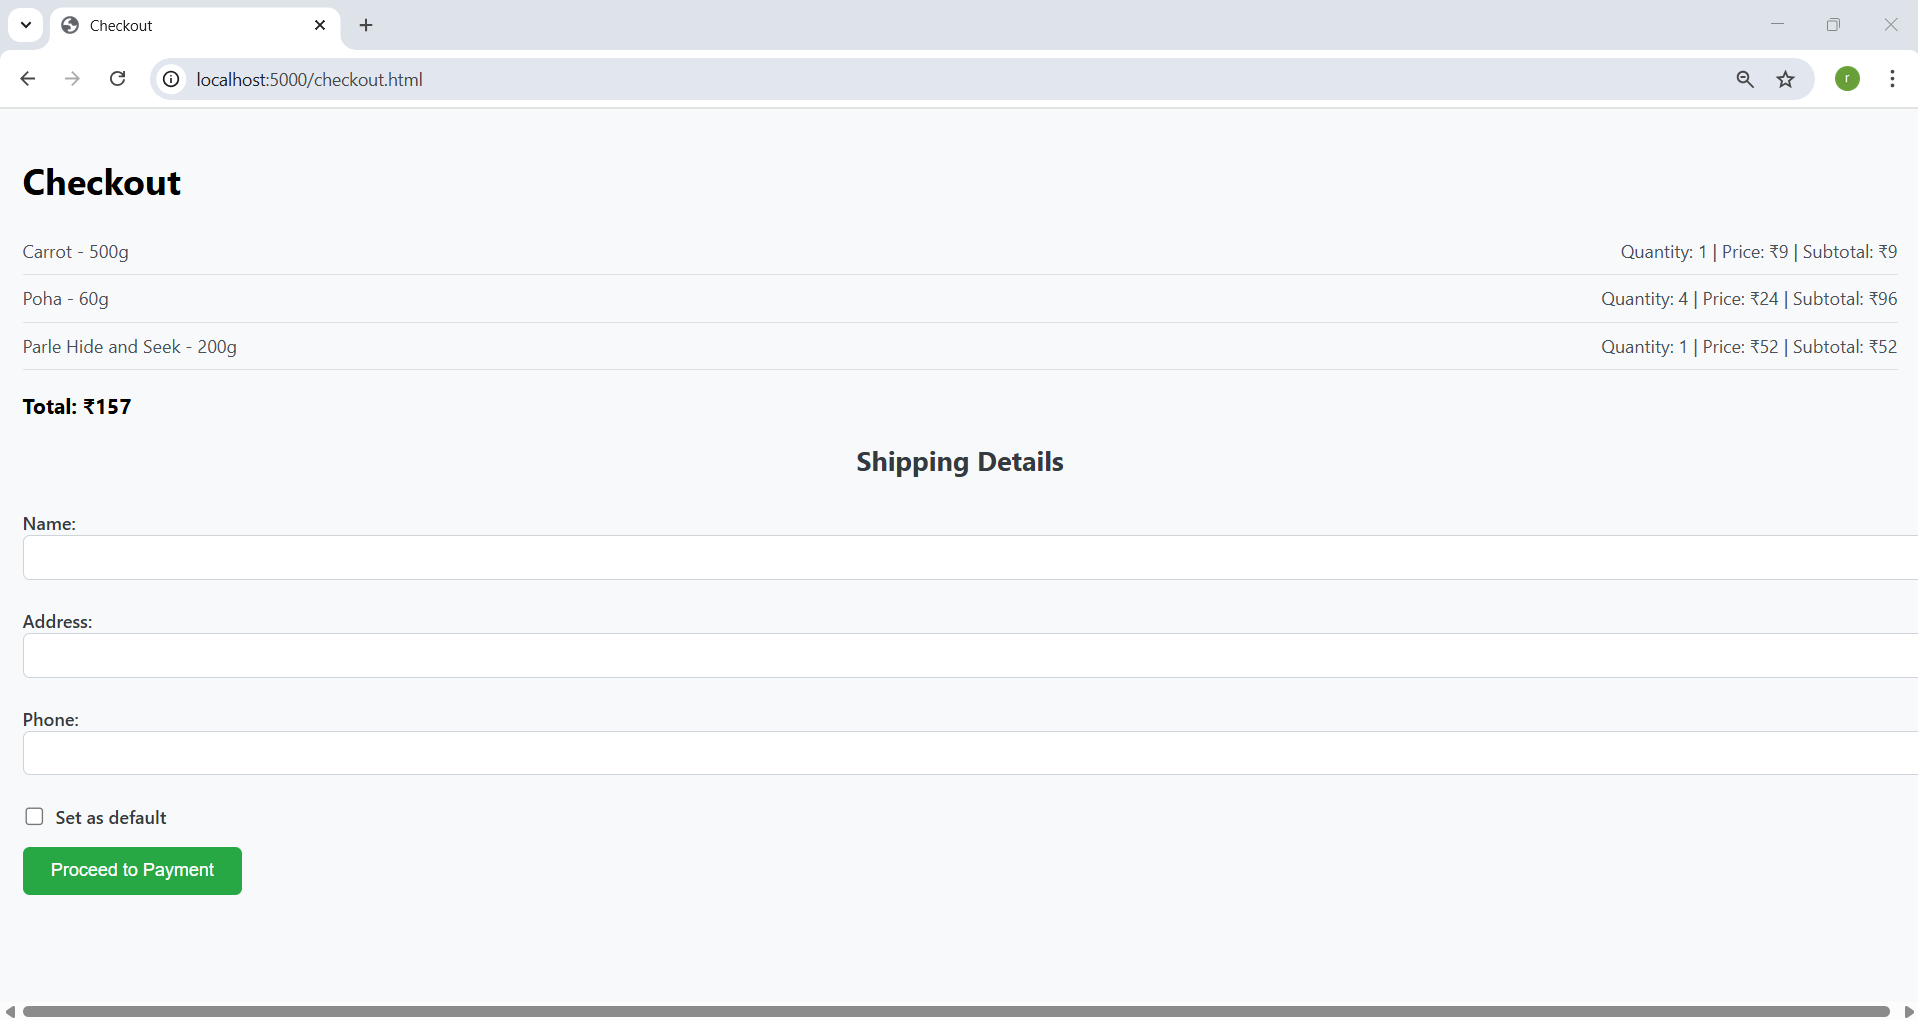 Checkout
localhost:5000/checkout.html
r
Checkout
Carrot - 500g Quantity: 1 | Price: ₹9 | Subtotal: ₹9
Poha - 60g Quantity: 4 | Price: ₹24 | Subtotal: ₹96
Parle Hide and Seek - 200g Quantity: 1 | Price: ₹52 | Subtotal: ₹52
Total: ₹157
Shipping Details
Name:
Address:
Phone:
Set as default
Proceed to Payment